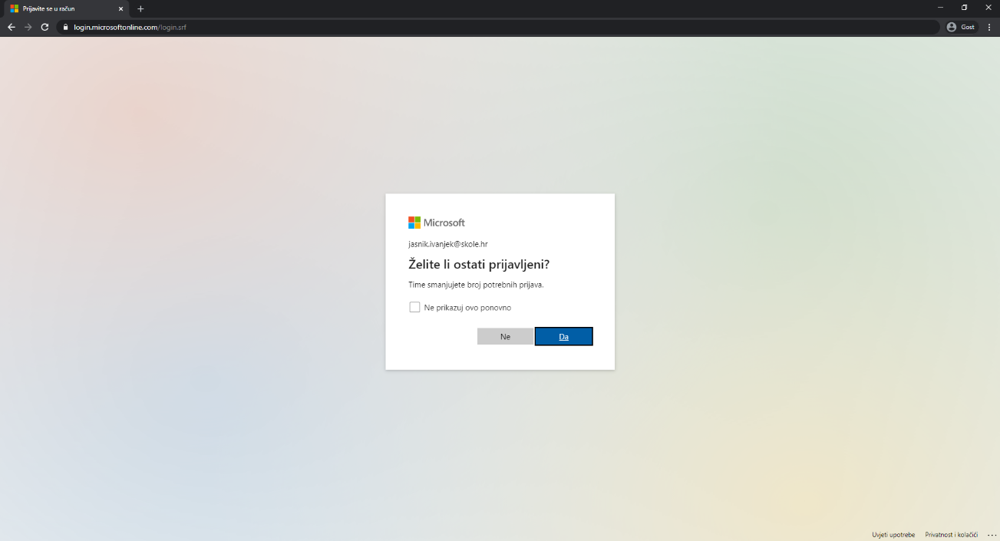 Prijavite se u račun
login.microsoftonline.com/login.srf
Gost
Microsoft
jasnik.ivanjek@skole.hr
Želite li ostati prijavljeni?
Time smanjujete broj potrebnih prijava.
Ne prikazuj ovo ponovno
Ne
Da
Uvjeti upotrebe
Privatnost i kolačići